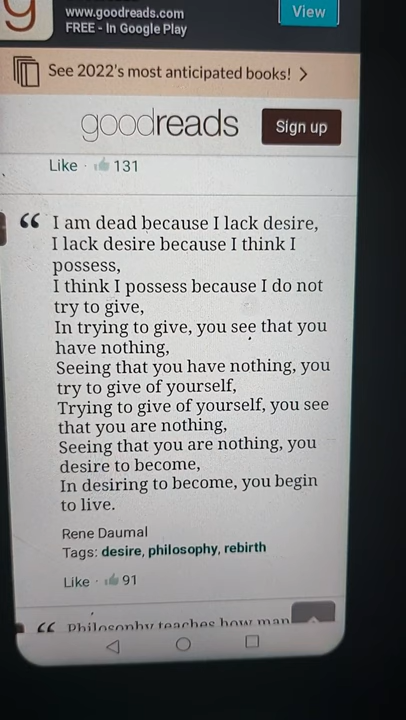 www.goodreads.com
FREE - In Google Play
View
See 2022's most anticipated books! >
goodreads
Sign up
Like · 131
“ I am dead because I lack desire,
I lack desire because I think I
possess,
I think I possess because I do not
try to give,
In trying to give, you see that you
have nothing,
Seeing that you have nothing, you
try to give of yourself,
Trying to give of yourself, you see
that you are nothing,
Seeing that you are nothing, you
desire to become,
In desiring to become, you begin
to live.
Rene Daumal
Tags: desire, philosophy, rebirth
Like · 91
“ Philosophy teaches how man